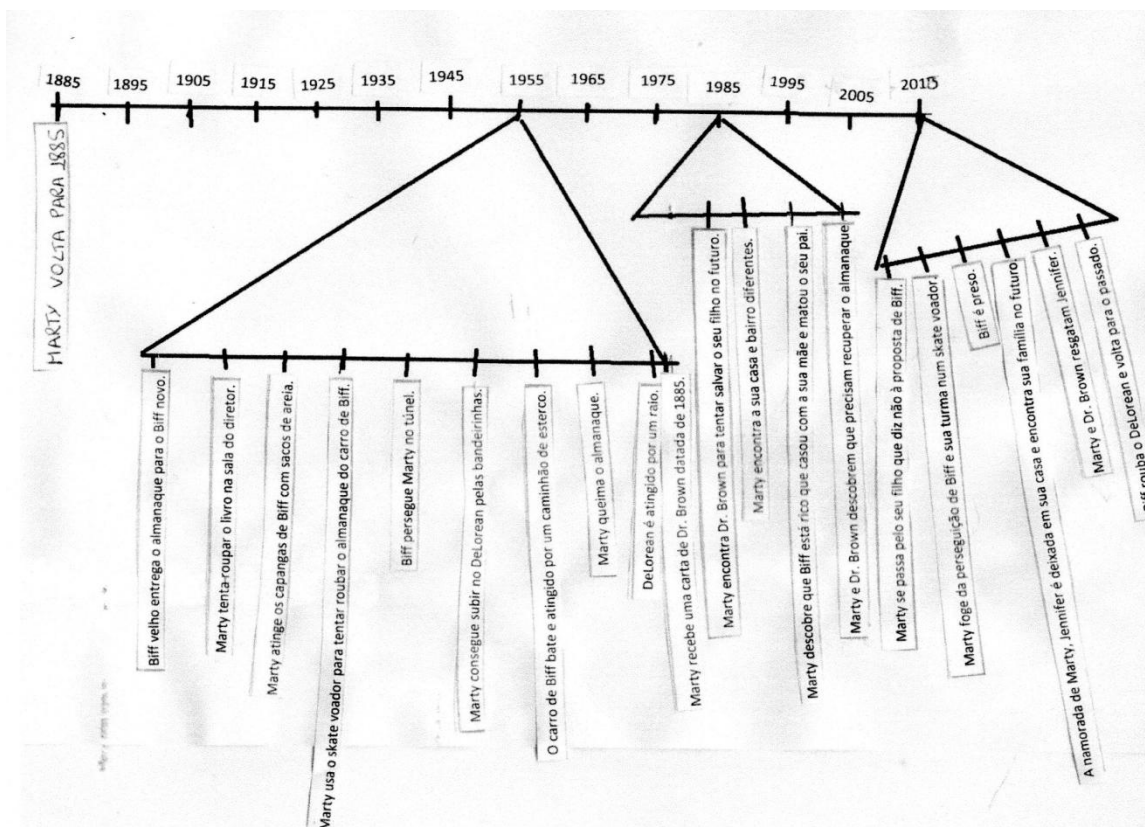 1885 1895 1905 1915 1925 1935 1945 1955 1965 1975 1985 1995 2005 2015
MARTY VOLTA PARA 1885
Biff velho entrega o almanaque para o Biff novo.
Marty tenta-roupar o livro na sala do diretor.
Marty atinge os capangas de Biff com sacos de areia.
Marty usa o skate voador para tentar roubar o almanaque do carro de Biff.
Biff persegue Marty no túnel.
Marty consegue subir no DeLorean pelas bandeirinhas.
O carro de Biff bate e atingido por um caminhão de esterco.
Marty queima o almanaque.
DeLorean é atingido por um raio.
Marty recebe uma carta de Dr. Brown datada de 1885.
Marty encontra Dr. Brown para tentar salvar o seu filho no futuro.
Marty encontra a sua casa e bairro diferentes.
Marty descobre que Biff está rico que casou com a sua mãe e matou o seu pai.
Marty e Dr. Brown descobrem que precisam recuperar o almanaque
Marty se passa pelo seu filho que diz não à proposta de Biff.
Marty foge da perseguição de Biff e sua turma num skate voador.
Biff é preso.
A namorada de Marty, Jennifer é deixada em sua casa e encontra sua família no futuro.
Marty e Dr. Brown resgatam Jennifer.
Biff rouba o DeLorean e volta para o passado.